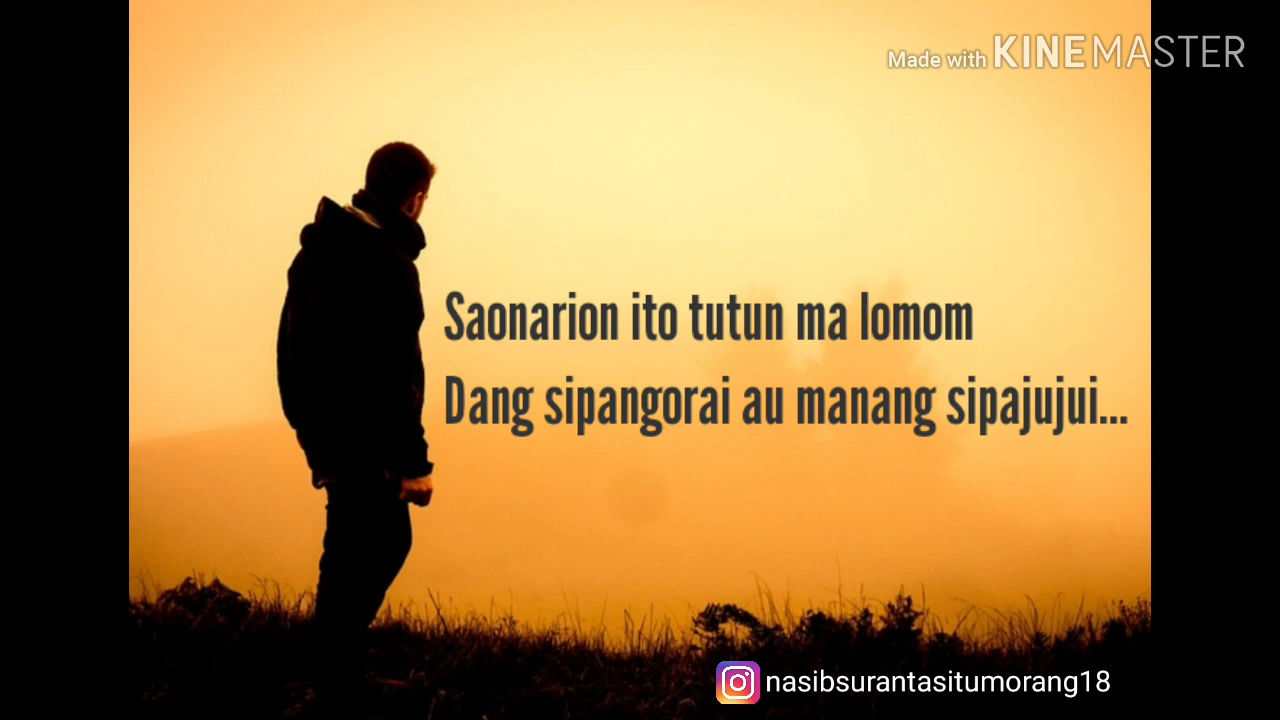 Made with KINEMASTER
Saonarion ito tutun ma lomom
Dang sipangorai au manang sipajujui...
nasibsurantasitumorang18